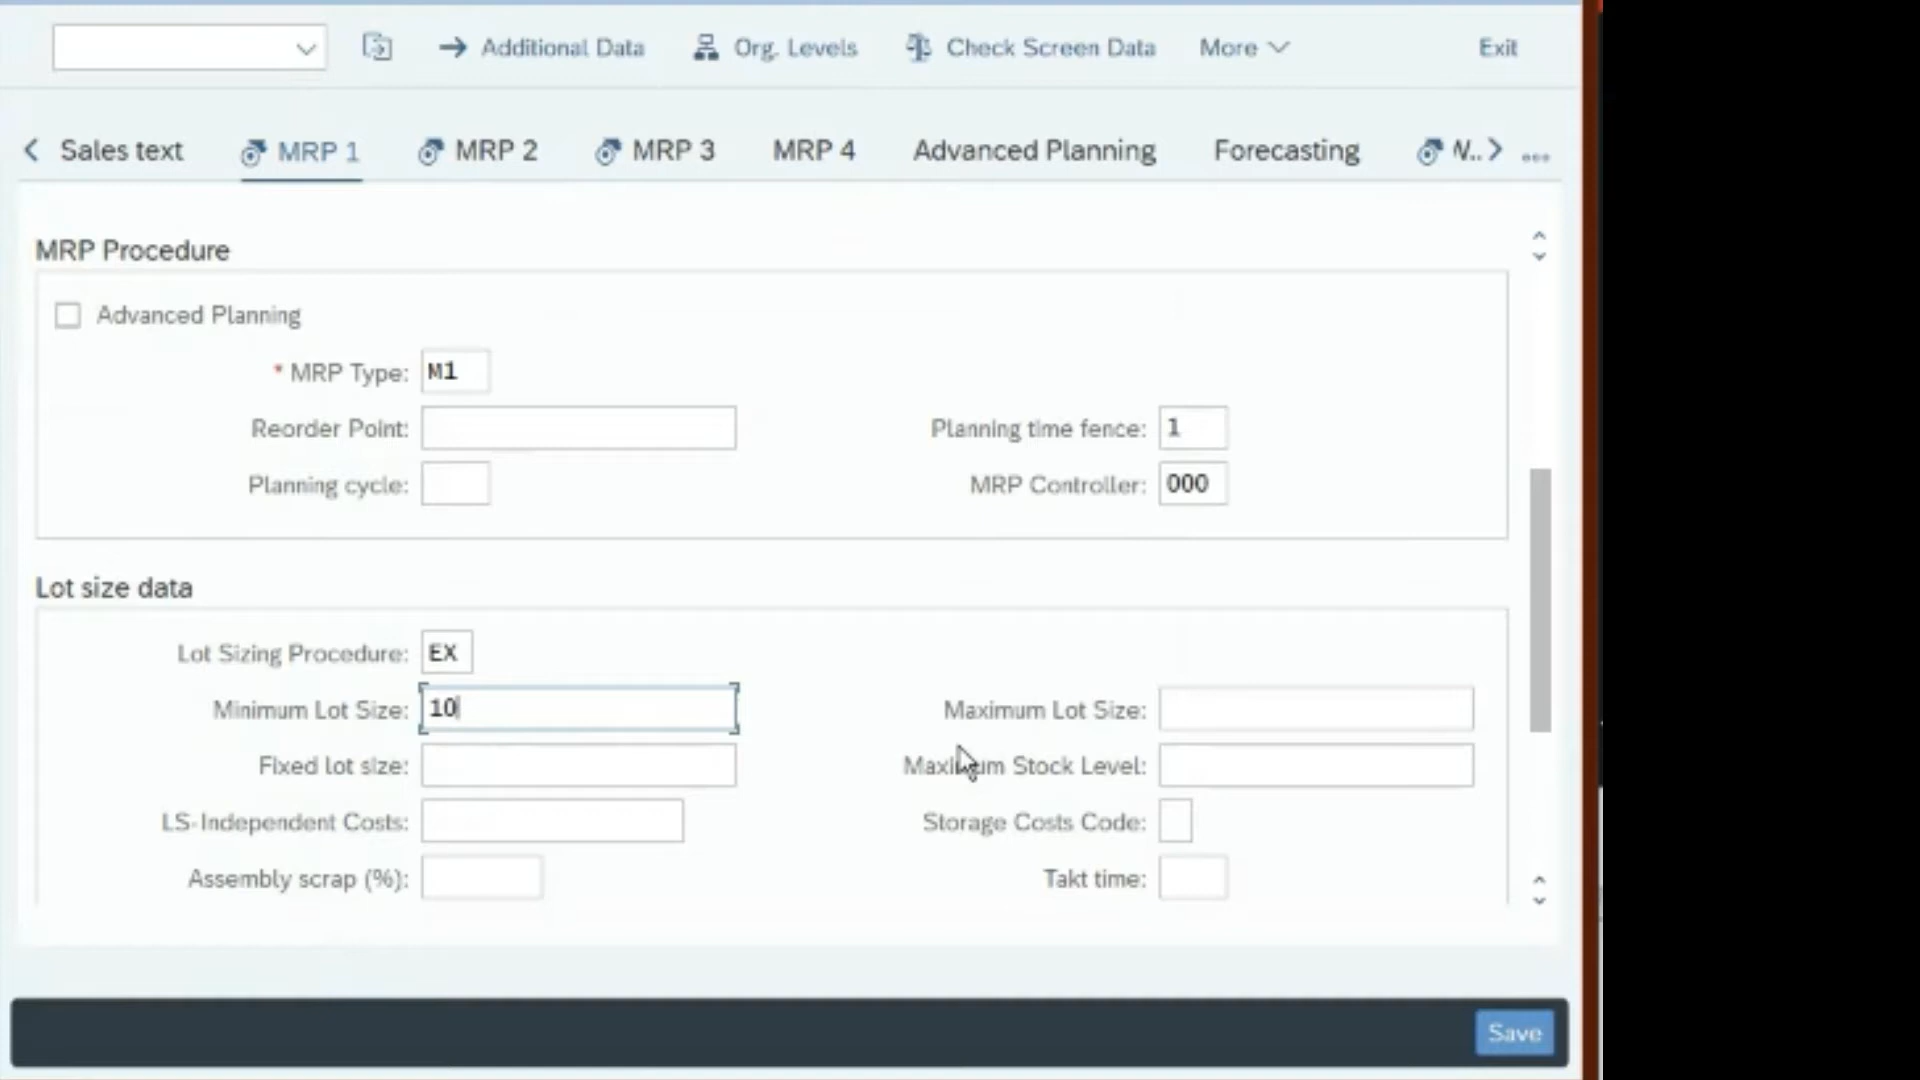 Additional Data Org. Levels Check Screen Data More Exit
Sales text MRP 1 MRP 2 MRP 3 MRP 4 Advanced Planning Forecasting
MRP Procedure
Advanced Planning
* MRP Type: M1
Reorder Point: Planning time fence: 1
Planning cycle: MRP Controller: 000
Lot size data
Lot Sizing Procedure: EX
Minimum Lot Size: 10 Maximum Lot Size:
Fixed lot size: Maximum Stock Level:
LS-Independent Costs: Storage Costs Code:
Assembly scrap (%): Takt time:
Save